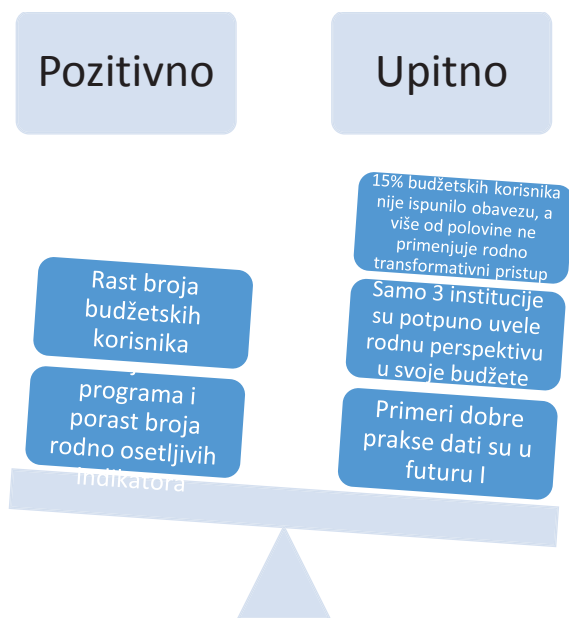 Pozitivno
Upitno
15% budžetskih korisnika
nije ispunilo obavezu, a
više od polovine ne
primenjuje rodno
transformativni pristup
Rast broja
budžetskih
korisnika
Samo 3 institucije
su potpuno uvele
rodnu perspektivu
u svoje budžete
programa i
porast broja
rodno osetljivih
indikatora
Primeri dobre
prakse dati su u
futuru I